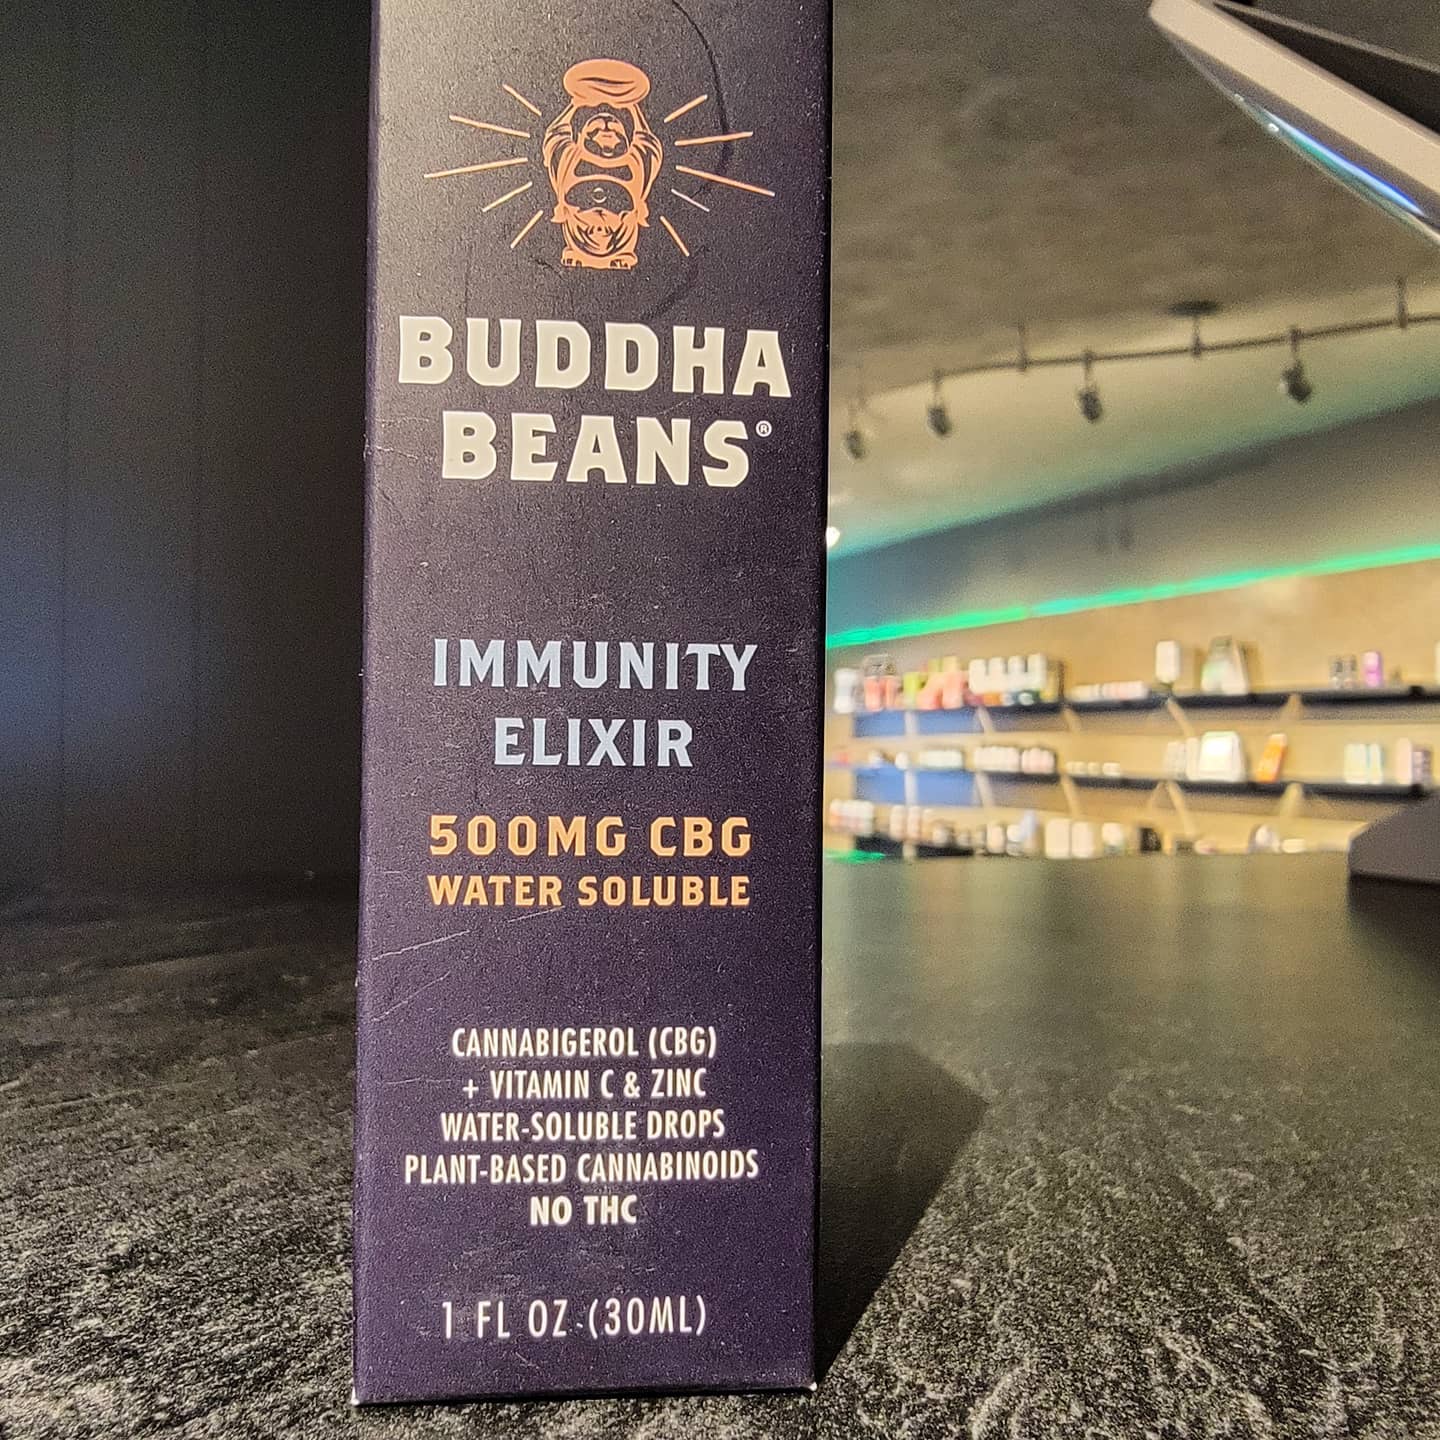 BUDDHA
BEANS®
IMMUNITY
ELIXIR
500MG CBG
WATER SOLUBLE
CANNABIGEROL (CBG)
+ VITAMIN C & ZINC
WATER-SOLUBLE DROPS
PLANT-BASED CANNABINOIDS
NO THC
1 FL OZ (30ML)